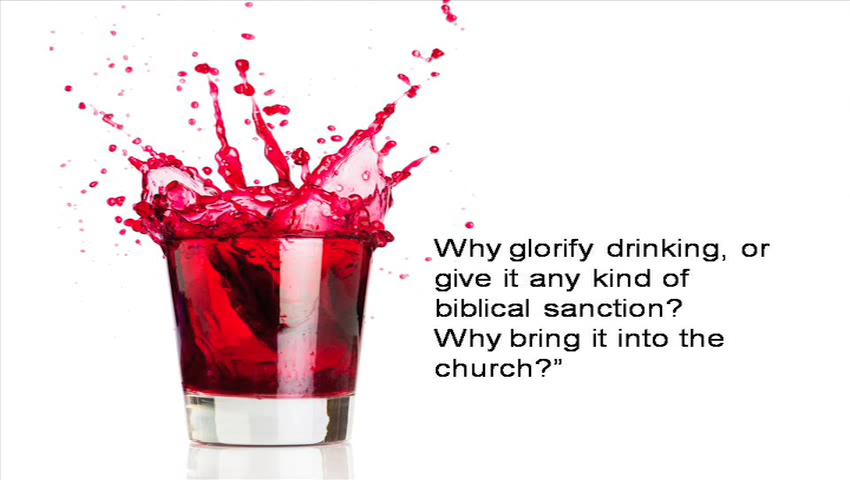 Why glorify drinking, or
give it any kind of
biblical sanction?
Why bring it into the
church?”